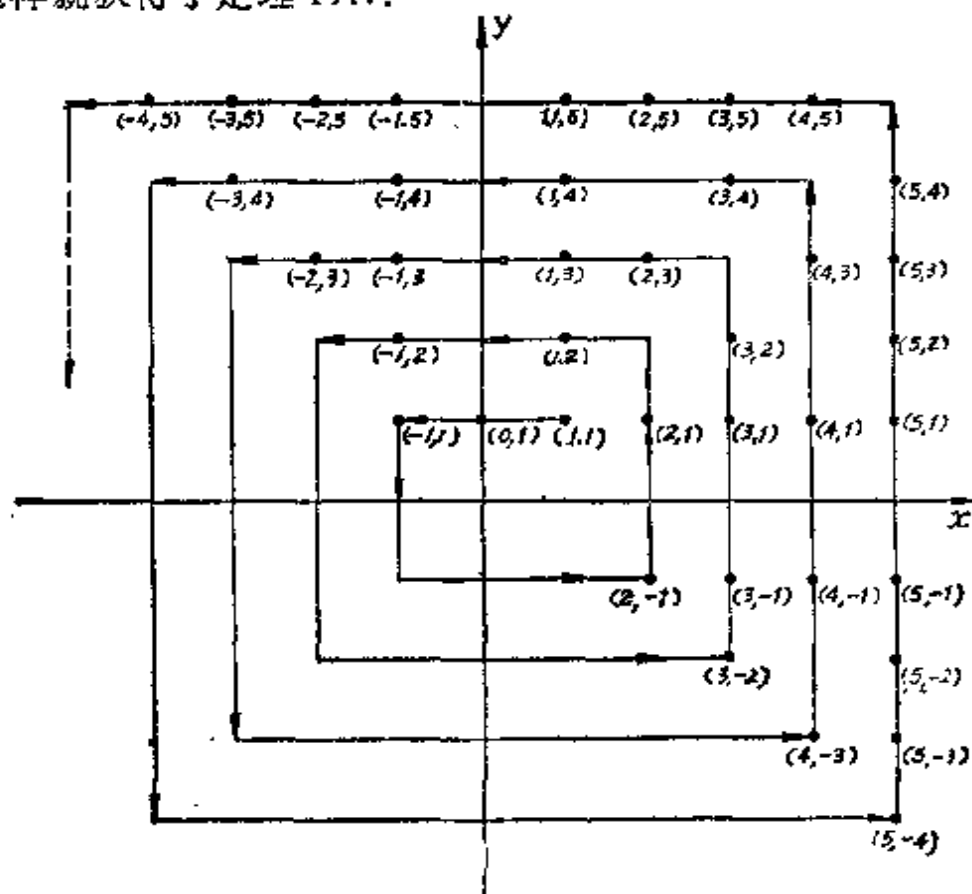 y
(-4,5) (-3,5) (-2,5 (-1.5) (1,5) (2,5) (3,5) (4,5)
(-3,4) (-1,4) (1,4) (3,4) (5,4)
(-2,3) (-1,3 (1,3) (2,3) (4,3) (5,3)
(-1,2) (1.2) (3,2) (5,2)
(-1,1) (0,1) (1.1) (2,1) (3,1) (4,1) (5,1)
x
(2,-1) (3,-1) (4,-1) (5,-1)
(3,-2) (5,-2)
(4,-3) (5,-3)
(5,-4)